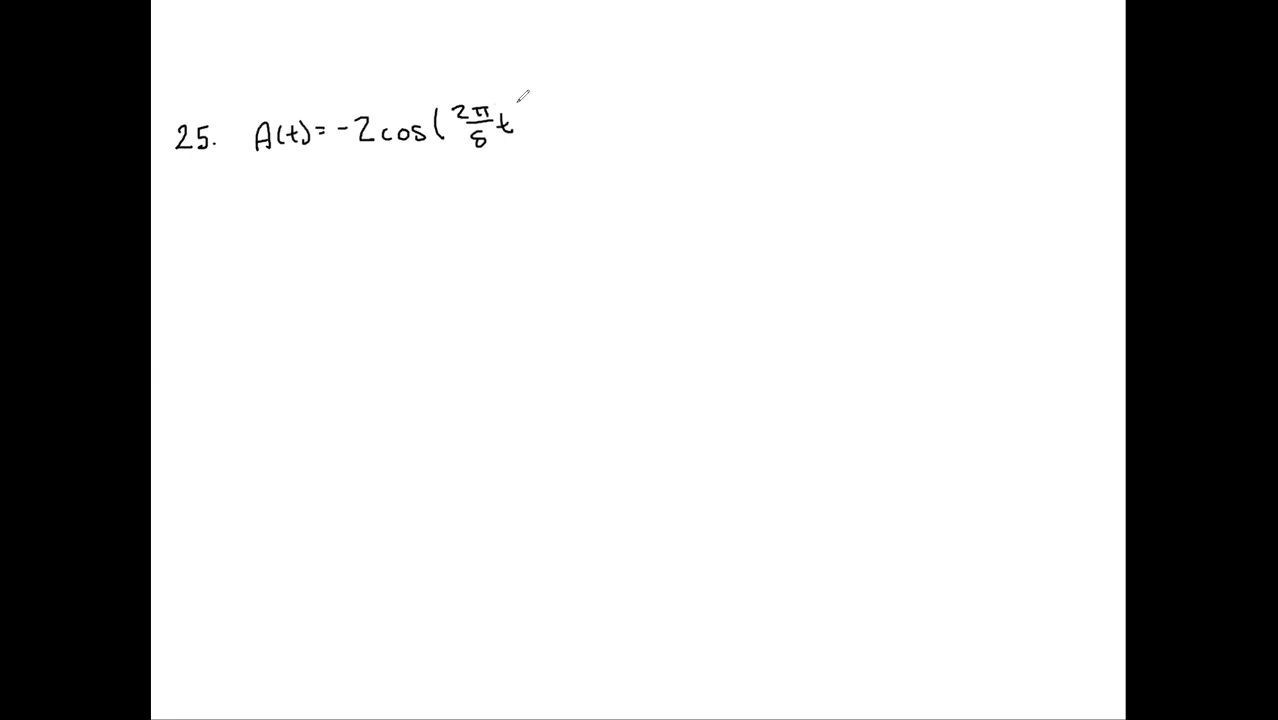 25. A(t) = -2cos(2π/8 t